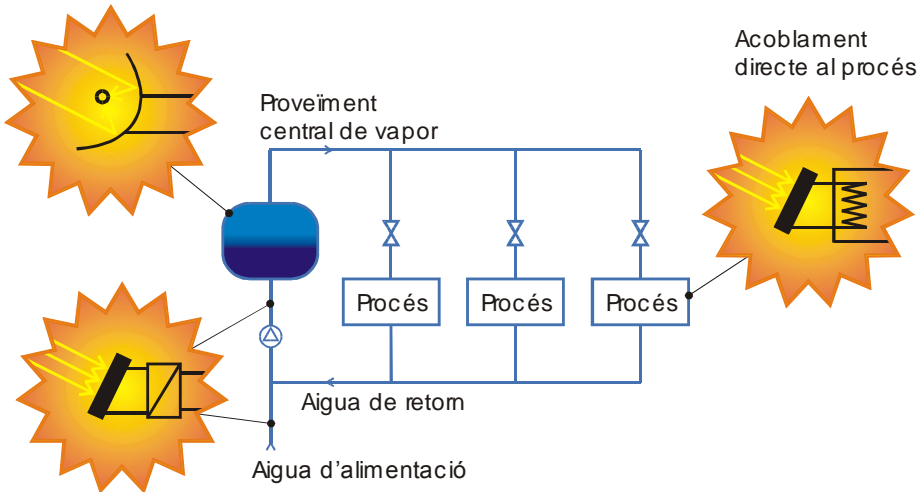 Acoblament
directe al procés
Proveïment
central de vapor
Procés
Procés
Procés
Aigua de retorn
Aigua d'alimentació